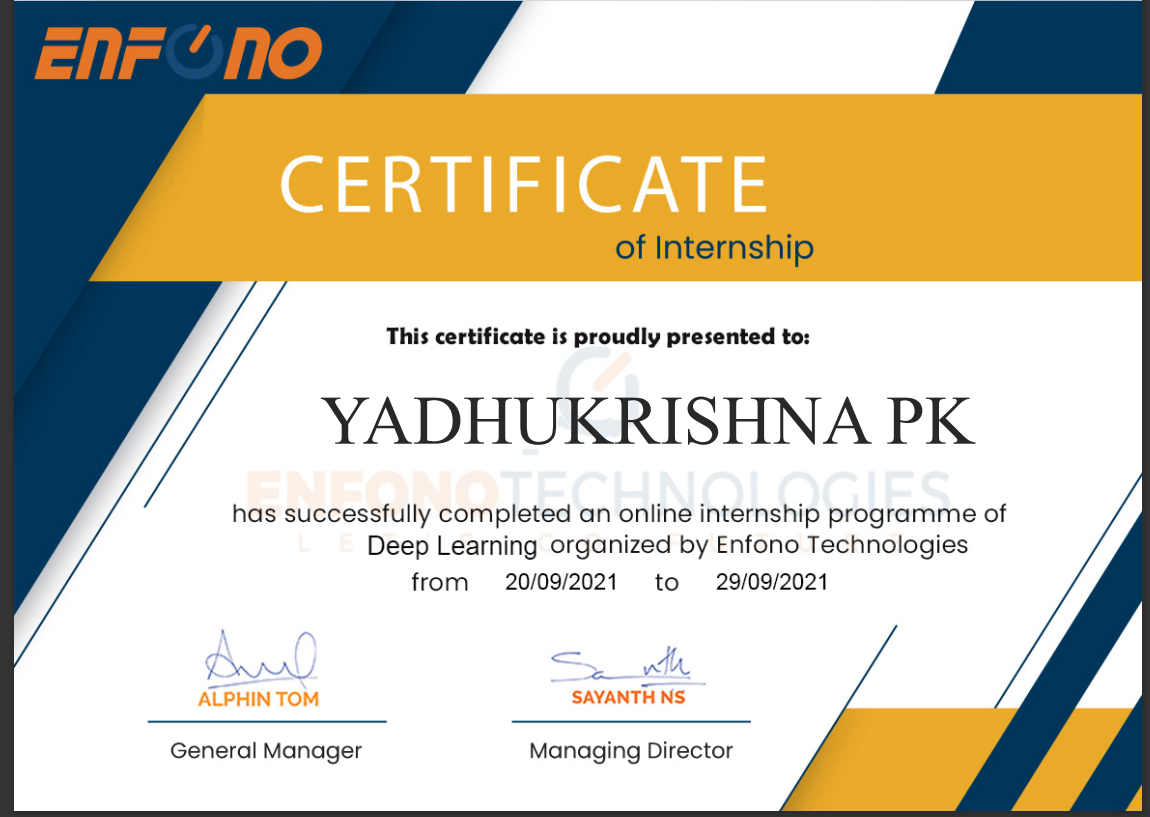 ENFONO
CERTIFICATE
of Internship
This certificate is proudly presented to:
YADHUKRISHNA PK
ENFONO TECHNOLOGIES
has successfully completed an online internship programme of
Deep Learning organized by Enfono Technologies
from 20/09/2021 to 29/09/2021
ALPHIN TOM
SAYANTH NS
General Manager
Managing Director